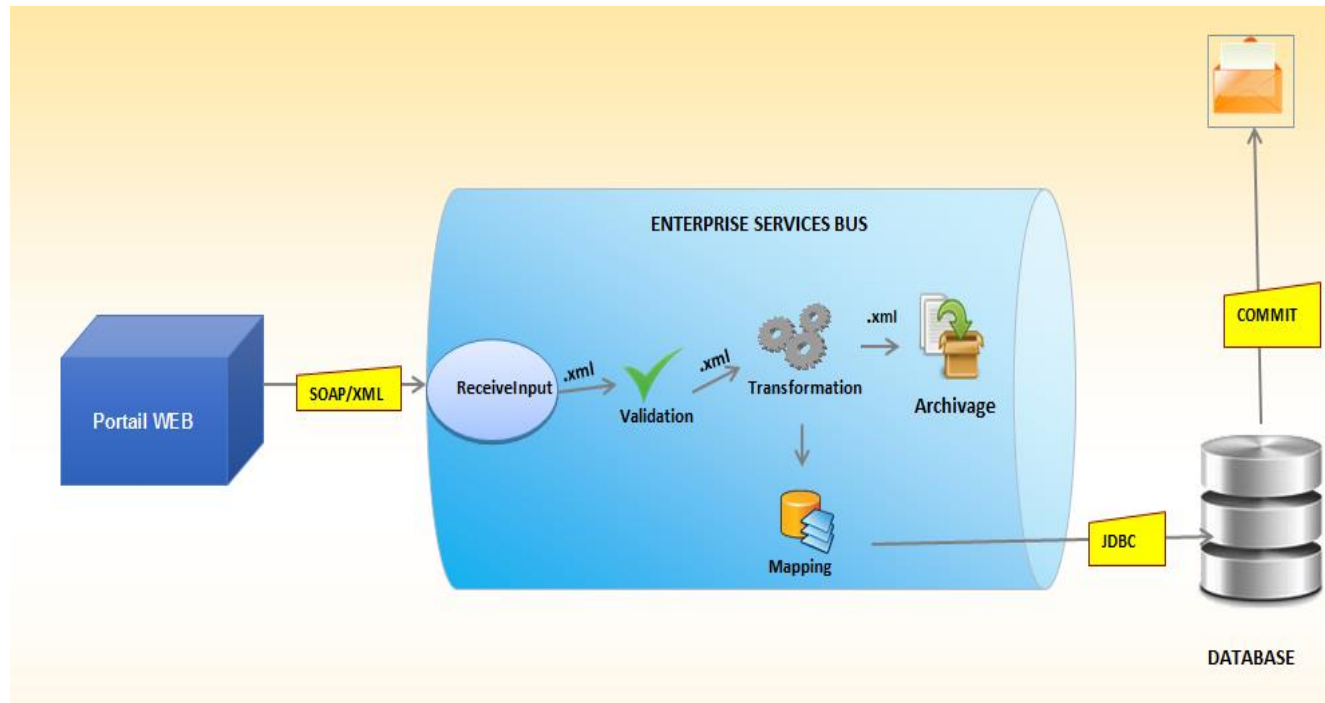 ENTERPRISE SERVICES BUS
Portail WEB
SOAP/XML
ReceiveInput
.xml
Validation
.xml
Transformation
.xml
Archivage
Mapping
JDBC
COMMIT
DATABASE